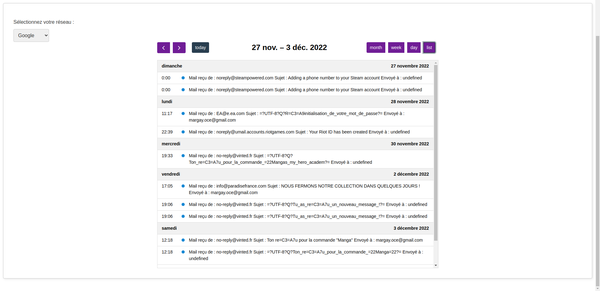 Sélectionnez votre réseau :
Google
today
27 nov. – 3 déc. 2022
month week day list
dimanche 27 novembre 2022
0:00 Mail reçu de : noreply@steampowered.com Sujet : Adding a phone number to your Steam account Envoyé à : undefined
0:00 Mail reçu de : noreply@steampowered.com Sujet : Adding a phone number to your Steam account Envoyé à : undefined
lundi 28 novembre 2022
11:17 Mail reçu de : EA@e.ea.com Sujet : =?UTF-8?Q?R=C3=A9initialisation_de_votre_mot_de_passe?= Envoyé à :
margay.oce@gmail.com
22:39 Mail reçu de : noreply@email.accounts.riotgames.com Sujet : Your Riot ID has been created Envoyé à : undefined
mercredi 30 novembre 2022
19:33 Mail reçu de : no-reply@vinted.fr Sujet : =?UTF-8?Q?
Ton_re=C3=A7u_pour_la_commande_=22Mangas_my_hero_academ?= Envoyé à : undefined
vendredi 2 décembre 2022
17:05 Mail reçu de : info@paradisefrance.com Sujet : NOUS FERMONS NOTRE COLLECTION DANS QUELQUES JOURS !
Envoyé à : margay.oce@gmail.com
19:06 Mail reçu de : no-reply@vinted.fr Sujet : =?UTF-8?Q?Tu_as_re=C3=A7u_un_nouveau_message_!?= Envoyé à : undefined
19:06 Mail reçu de : no-reply@vinted.fr Sujet : =?UTF-8?Q?Tu_as_re=C3=A7u_un_nouveau_message_!?= Envoyé à : undefined
samedi 3 décembre 2022
12:18 Mail reçu de : no-reply@vinted.fr Sujet : Ton reçu pour la commande "Manga" Envoyé à : margay.oce@gmail.com
12:18 Mail reçu de : no-reply@vinted.fr Sujet : =?UTF-8?Q?Ton_re=C3=A7u_pour_la_commande_=22Manga=22?= Envoyé à :
undefined